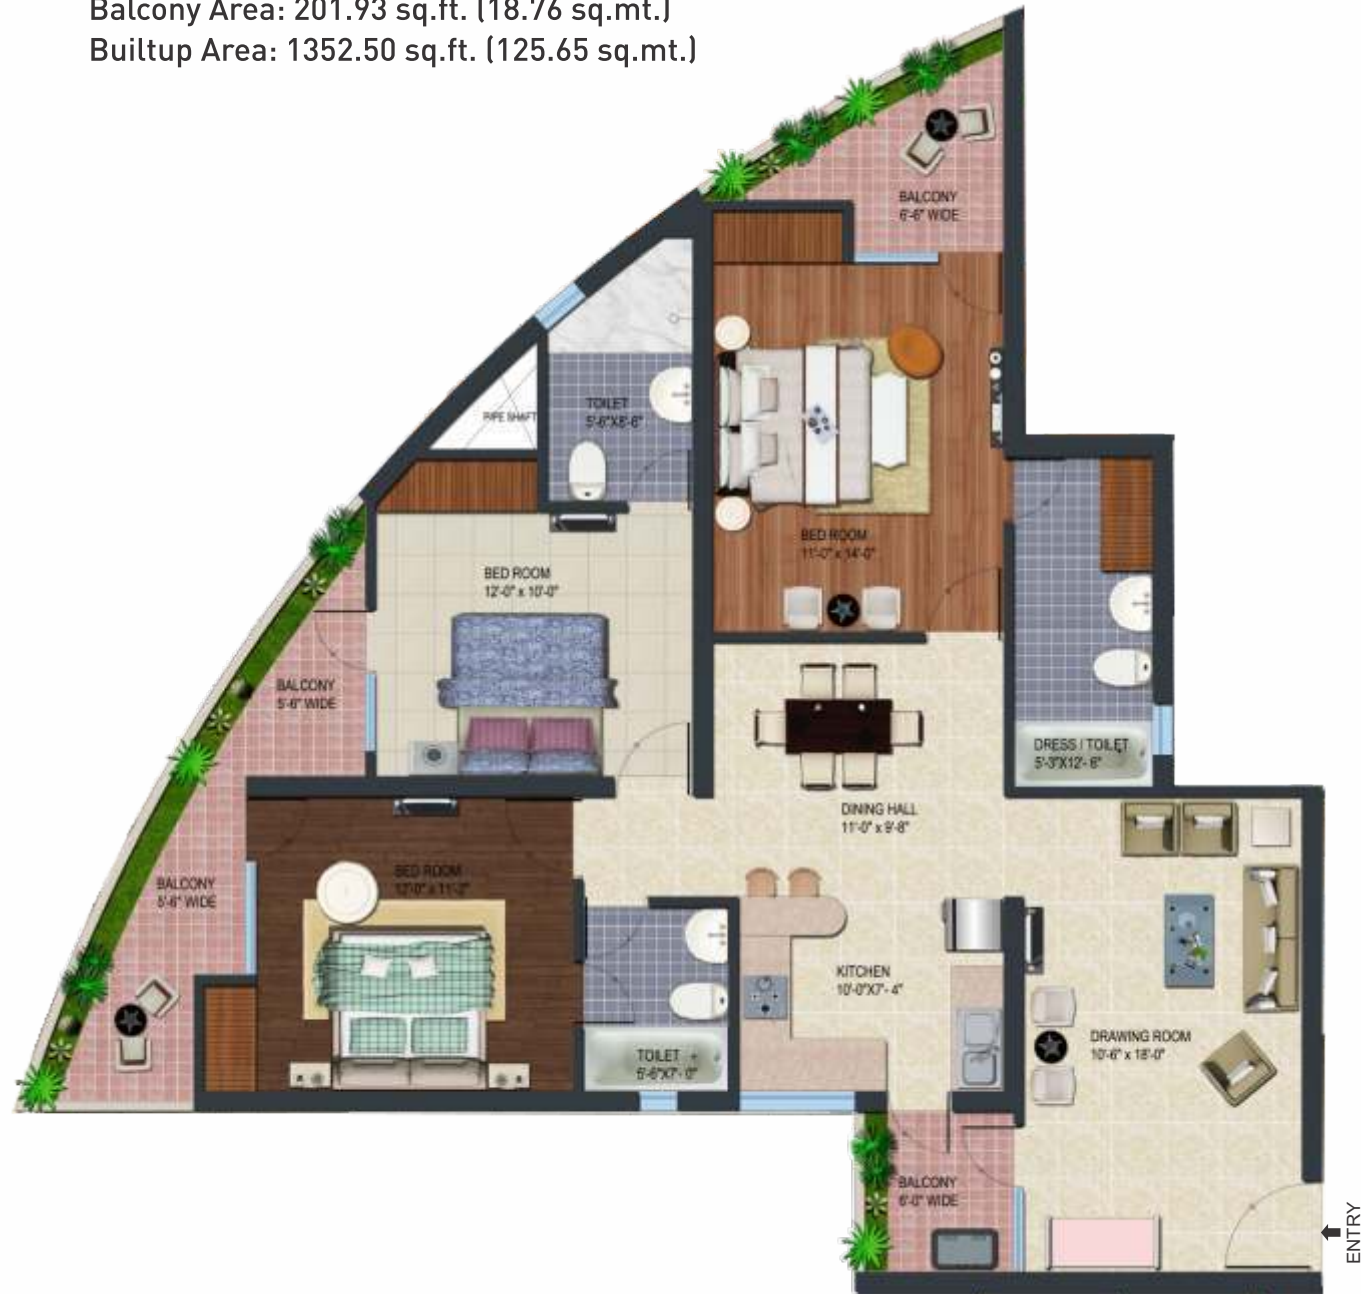 Balcony Area: 201.93 sq.ft. (18.76 sq.mt.)
Builtup Area: 1352.50 sq.ft. (125.65 sq.mt.)
BALCONY
6'-6" WIDE
TOILET
5'-6"X8'-6"
PIPE SHAFT
BED ROOM
11'-0" x 14'-0"
BED ROOM
12'-0" x 10'-0"
BALCONY
5'-6" WIDE
DRESS / TOILET
5'-3"X12'- 6"
DINING HALL
11'-0" x 9'-8"
BED ROOM
12'-0" x 11'-2"
BALCONY
5'-6" WIDE
KITCHEN
10'-0"X7'- 4"
DRAWING ROOM
10'-6" x 18'-0"
TOILET
5'-6"X7'- 0"
BALCONY
6'-0" WIDE
ENTRY